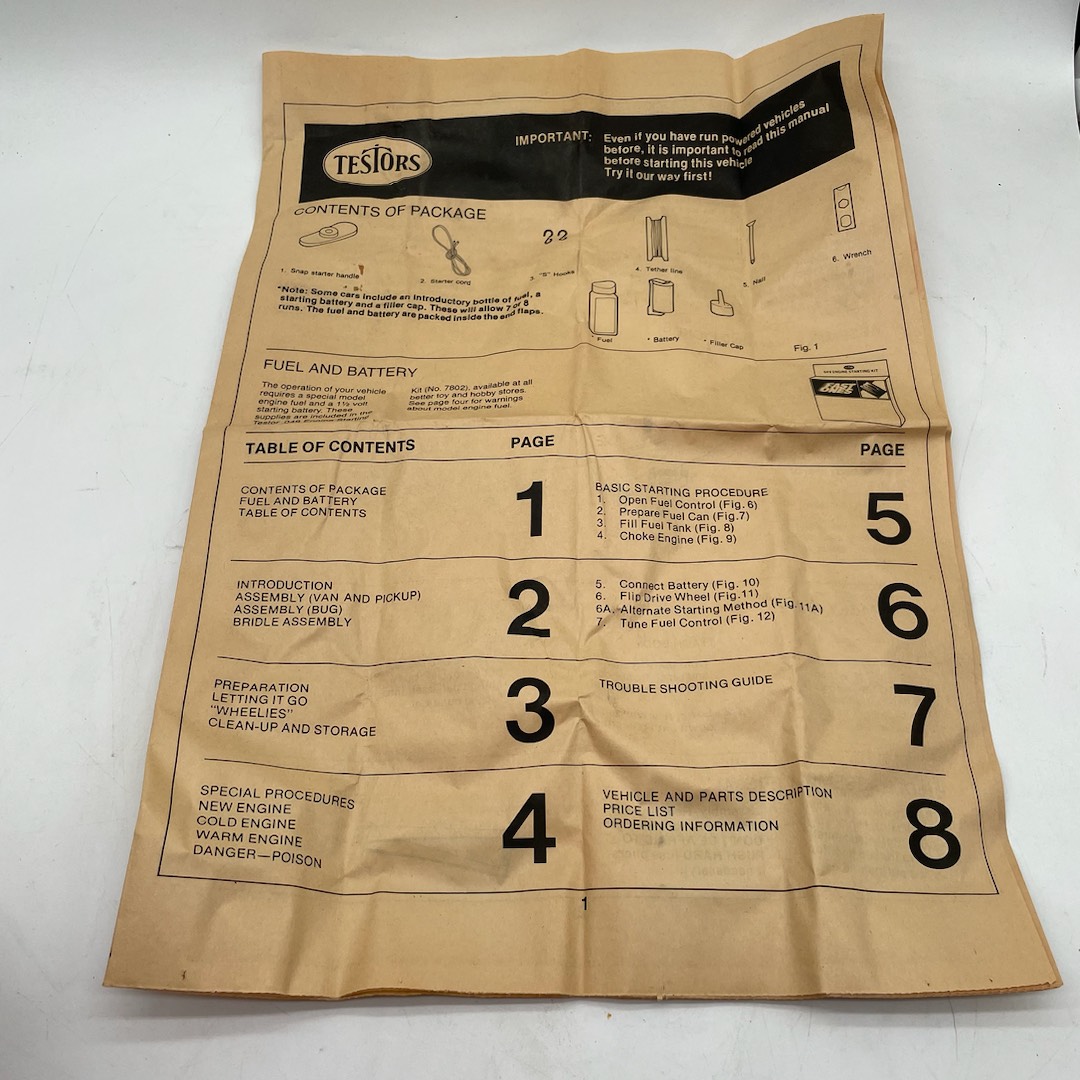 TESTORS
IMPORTANT: Even if you have run powered vehicles
before, it is important to read this manual
before starting this vehicle
Try it our way first!
CONTENTS OF PACKAGE
1. Snap starter handle
2. Starter cord
3. "S" Hooks
4. Tether line
5. Nail
6. Wrench
*Note: Some cars include an introductory bottle of fuel, a
starting battery and a filler cap. These will allow 7 or 8
runs. The fuel and battery are packed inside the end flaps.
* Fuel
* Battery
* Filler Cap
Fig. 1
FUEL AND BATTERY
The operation of your vehicle
requires a special model
engine fuel and a 1½ volt
starting battery. These
supplies are included in the
Testor .049 Engine Starting
Kit (No. 7802), available at all
better toy and hobby stores.
See page four for warnings
about model engine fuel.
TABLE OF CONTENTS PAGE
PAGE
CONTENTS OF PACKAGE
FUEL AND BATTERY
TABLE OF CONTENTS
1
BASIC STARTING PROCEDURE
1. Open Fuel Control (Fig. 6)
2. Prepare Fuel Can (Fig.7)
3. Fill Fuel Tank (Fig. 8)
4. Choke Engine (Fig. 9)
5
INTRODUCTION
ASSEMBLY (VAN AND PICKUP)
ASSEMBLY (BUG)
BRIDLE ASSEMBLY
2
5. Connect Battery (Fig. 10)
6. Flip Drive Wheel (Fig.11)
6A. Alternate Starting Method (Fig. 11A)
7. Tune Fuel Control (Fig. 12)
6
PREPARATION
LETTING IT GO
"WHEELIES"
CLEAN-UP AND STORAGE
3
TROUBLE SHOOTING GUIDE
7
SPECIAL PROCEDURES
NEW ENGINE
COLD ENGINE
WARM ENGINE
DANGER—POISON
4
VEHICLE AND PARTS DESCRIPTION
PRICE LIST
ORDERING INFORMATION
8
1